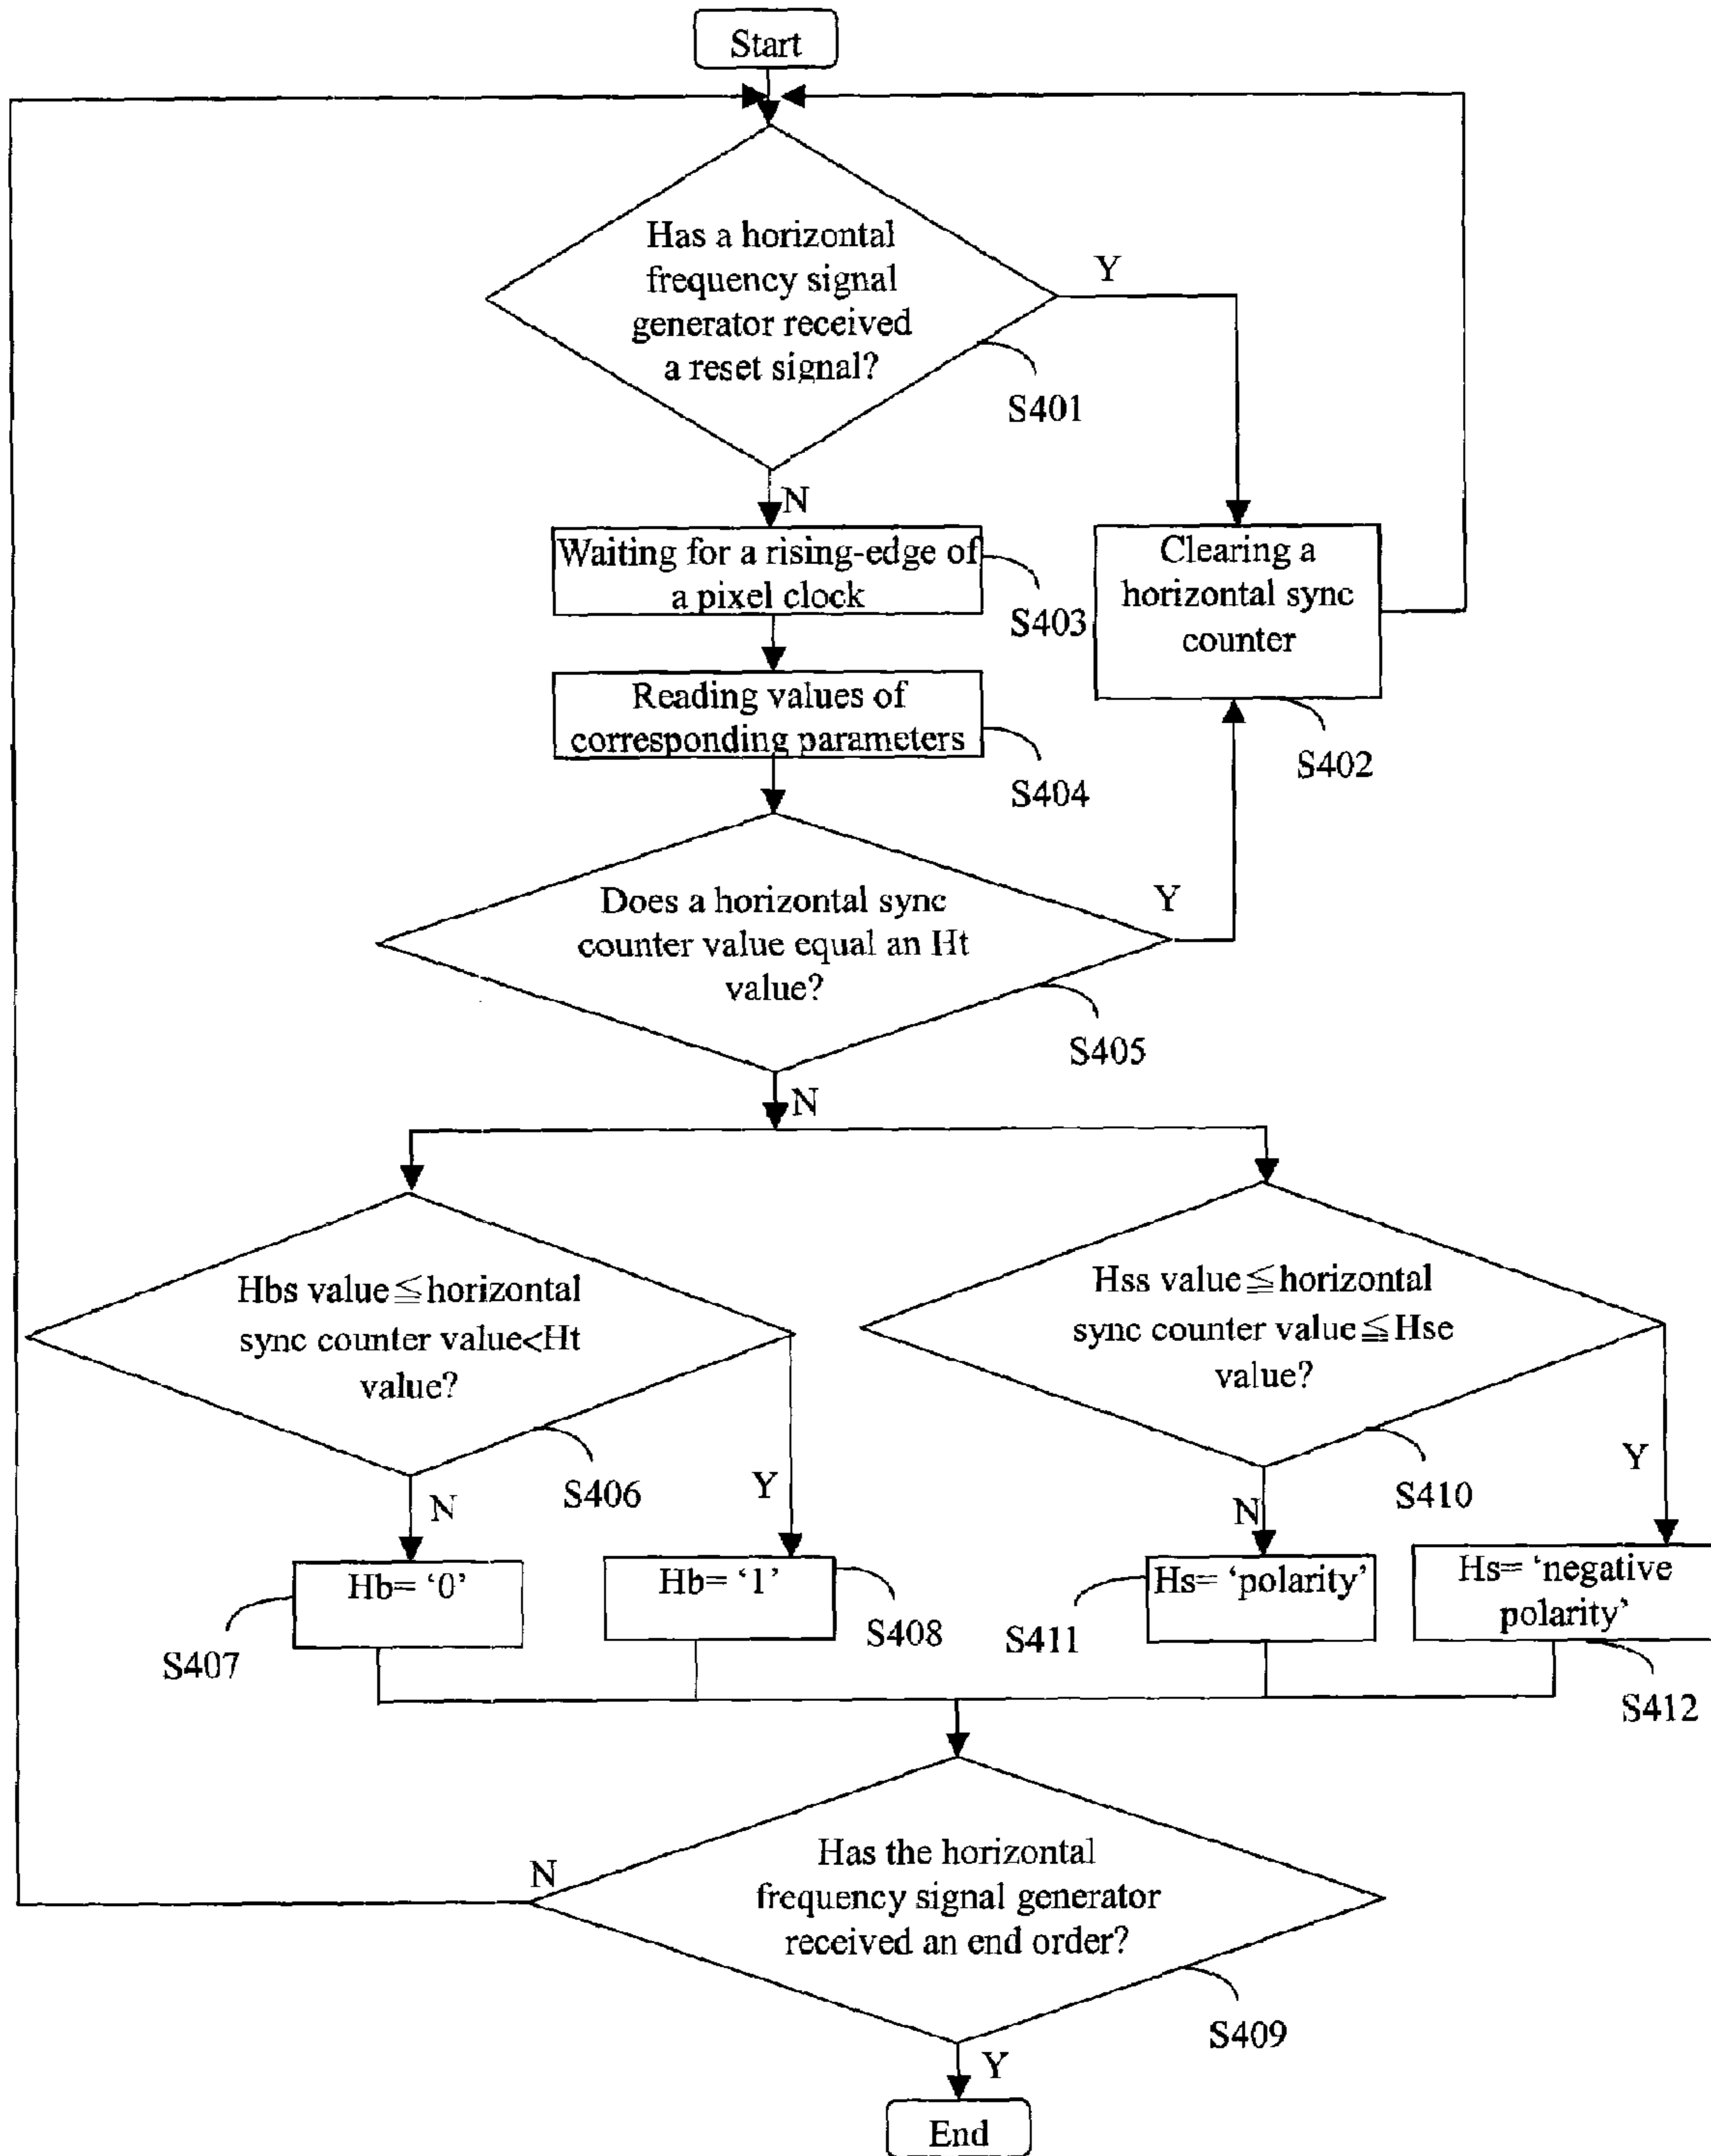 Start
Has a horizontal
frequency signal
generator received
a reset signal?
Y
S401
N
Waiting for a rising-edge of
a pixel clock
S403
Clearing a
horizontal sync
counter
S402
Reading values of
corresponding parameters
S404
Does a horizontal sync
counter value equal an Ht
value?
Y
S405
N
Hbs value≦horizontal
sync counter value<Ht
value?
S406
N
Y
Hss value≦horizontal
sync counter value≦Hse
value?
S410
N
Y
Hb= ‘0’
S407
Hb= ‘1’
S408
Hs= ‘polarity’
S411
Hs= ‘negative
polarity’
S412
Has the horizontal
frequency signal generator
received an end order?
N
S409
Y
End